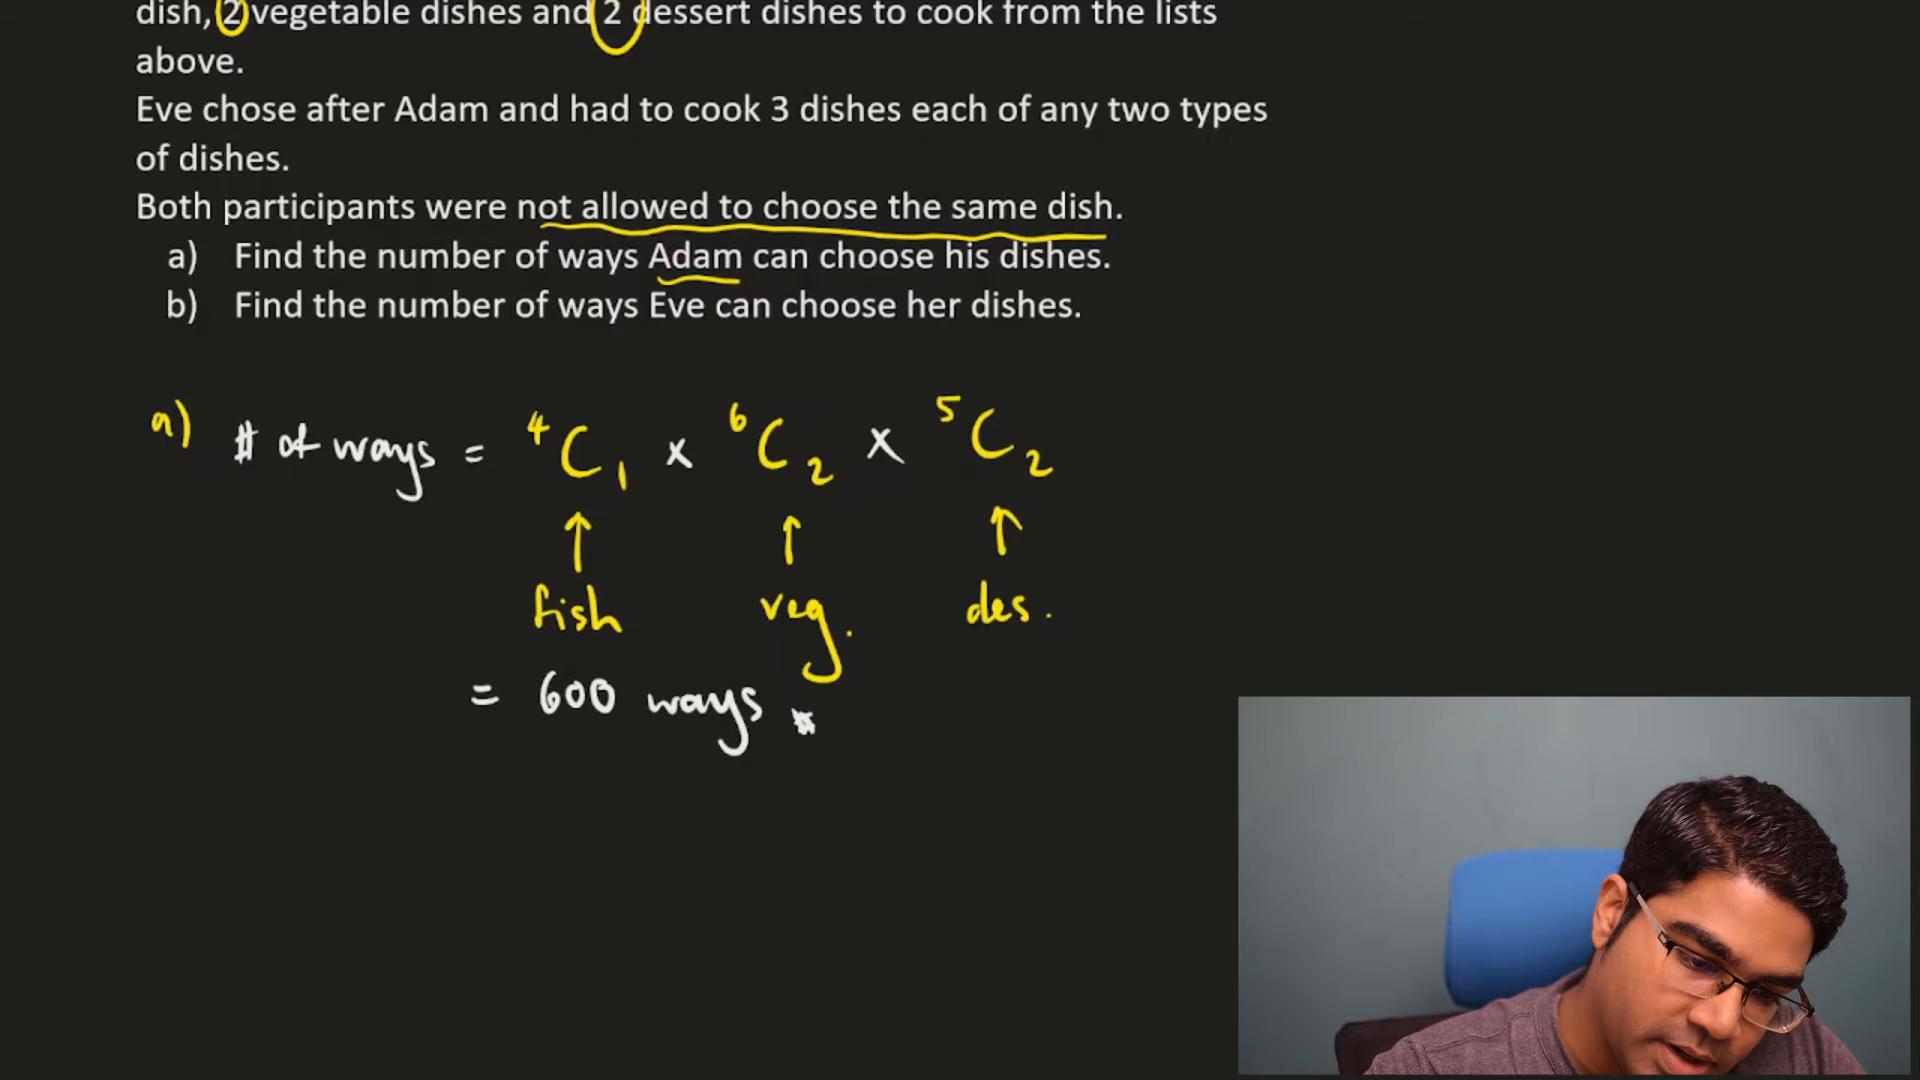 dish, 2 vegetable dishes and 2 dessert dishes to cook from the lists
above.
Eve chose after Adam and had to cook 3 dishes each of any two types
of dishes.
Both participants were not allowed to choose the same dish.
a) Find the number of ways Adam can choose his dishes.
b) Find the number of ways Eve can choose her dishes.
a) # of ways = ⁴C₁ x ⁶C₂ x ⁵C₂
↑ ↑ ↑
fish veg. des.
= 600 ways #